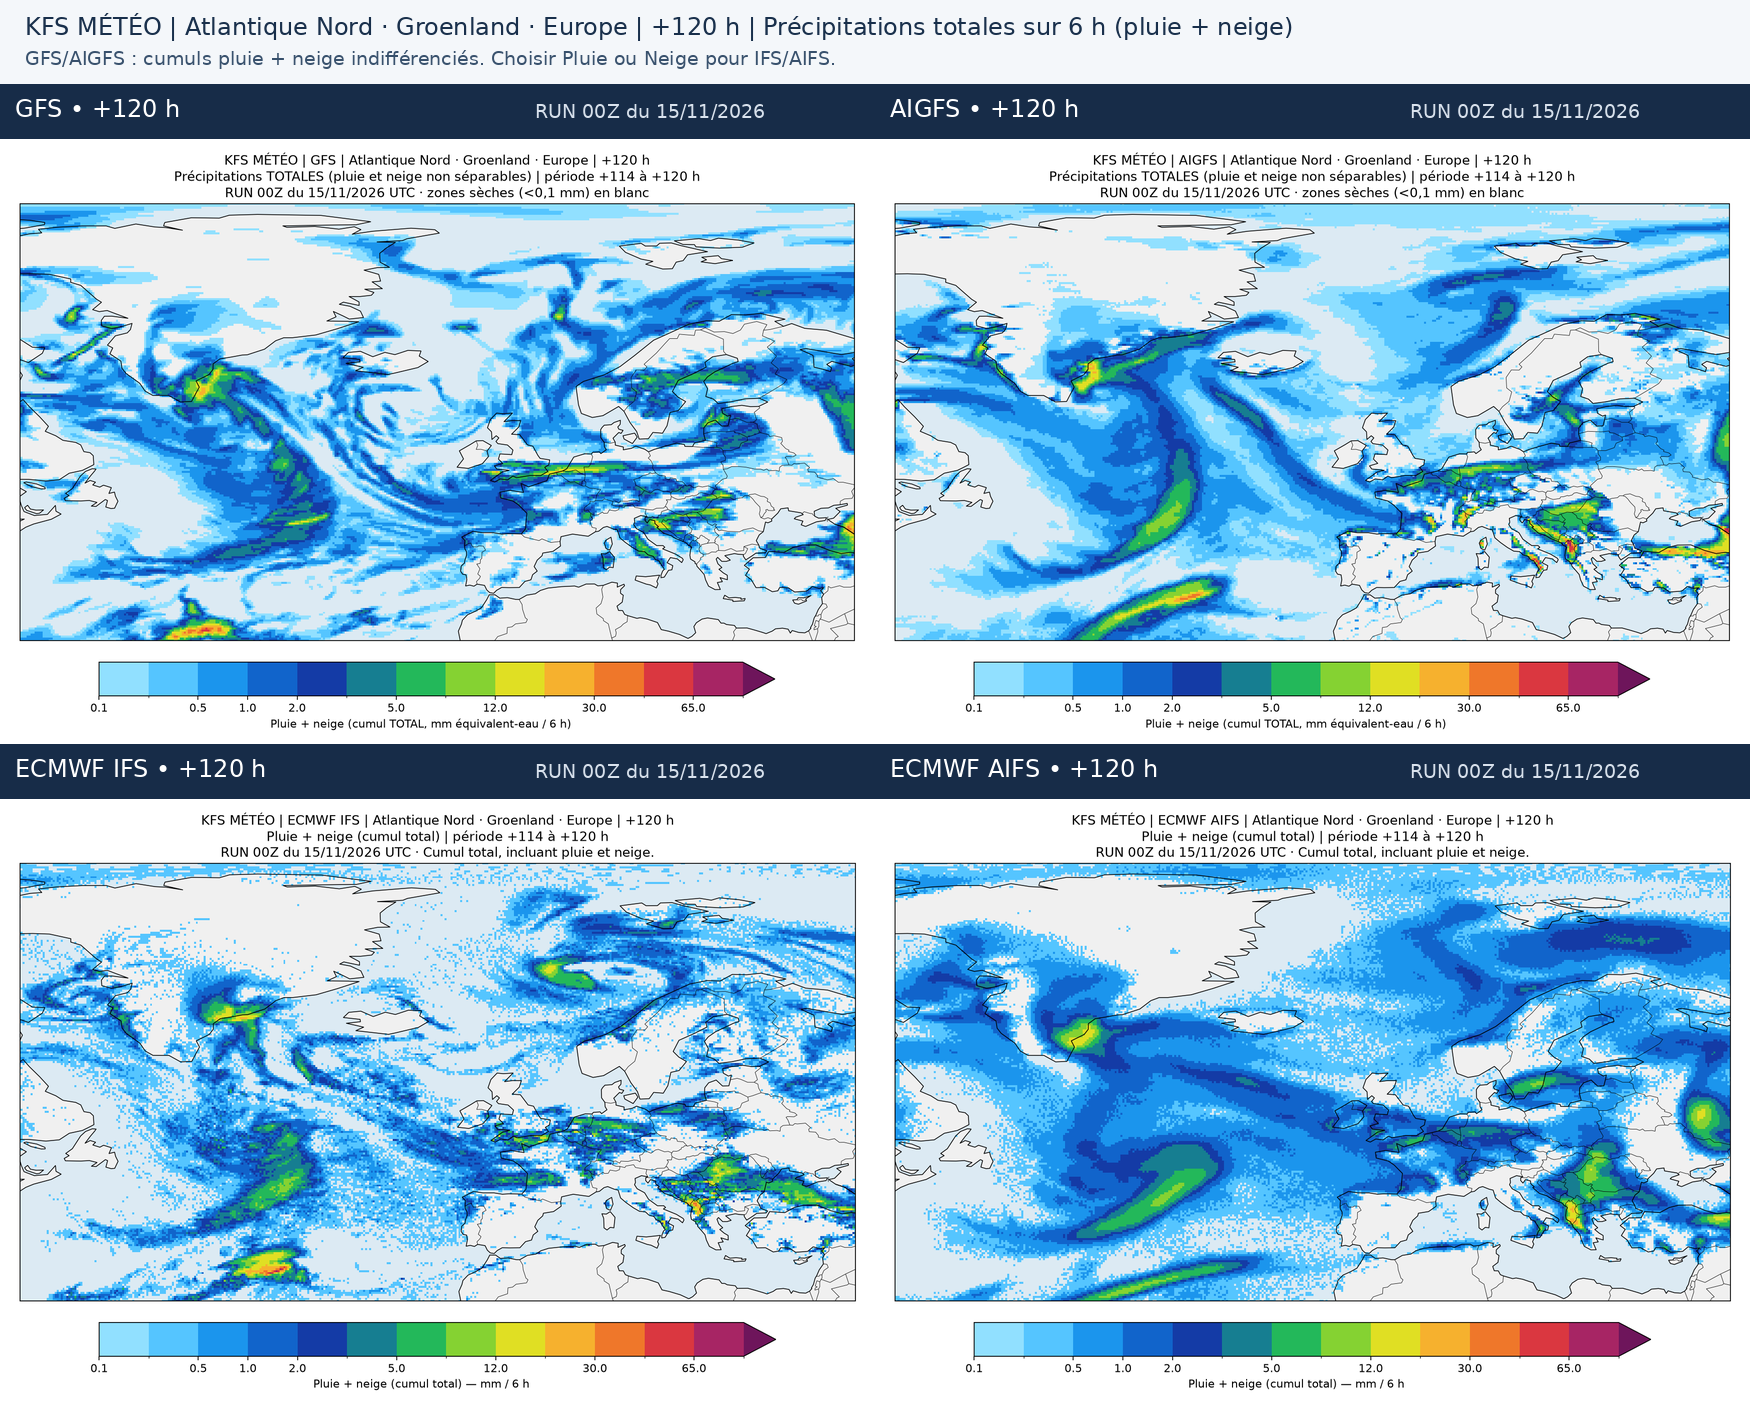 KFS MÉTÉO | Atlantique Nord · Groenland · Europe | +120 h | Précipitations totales sur 6 h (pluie + neige)
GFS/AIGFS : cumuls pluie + neige indifférenciés. Choisir Pluie ou Neige pour IFS/AIFS.
GFS • +120 h
RUN 00Z du 15/11/2026
AIGFS • +120 h
RUN 00Z du 15/11/2026
KFS MÉTÉO | GFS | Atlantique Nord · Groenland · Europe | +120 h
Précipitations TOTALES (pluie et neige non séparables) | période +114 à +120 h
RUN 00Z du 15/11/2026 UTC · zones sèches (<0,1 mm) en blanc
KFS MÉTÉO | AIGFS | Atlantique Nord · Groenland · Europe | +120 h
Précipitations TOTALES (pluie et neige non séparables) | période +114 à +120 h
RUN 00Z du 15/11/2026 UTC · zones sèches (<0,1 mm) en blanc
0.1 0.5 1.0 2.0 5.0 12.0 30.0 65.0
Pluie + neige (cumul TOTAL, mm équivalent-eau / 6 h)
0.1 0.5 1.0 2.0 5.0 12.0 30.0 65.0
Pluie + neige (cumul TOTAL, mm équivalent-eau / 6 h)
ECMWF IFS • +120 h
RUN 00Z du 15/11/2026
ECMWF AIFS • +120 h
RUN 00Z du 15/11/2026
KFS MÉTÉO | ECMWF IFS | Atlantique Nord · Groenland · Europe | +120 h
Pluie + neige (cumul total) | période +114 à +120 h
RUN 00Z du 15/11/2026 UTC · Cumul total, incluant pluie et neige.
KFS MÉTÉO | ECMWF AIFS | Atlantique Nord · Groenland · Europe | +120 h
Pluie + neige (cumul total) | période +114 à +120 h
RUN 00Z du 15/11/2026 UTC · Cumul total, incluant pluie et neige.
0.1 0.5 1.0 2.0 5.0 12.0 30.0 65.0
Pluie + neige (cumul total) — mm / 6 h
0.1 0.5 1.0 2.0 5.0 12.0 30.0 65.0
Pluie + neige (cumul total) — mm / 6 h